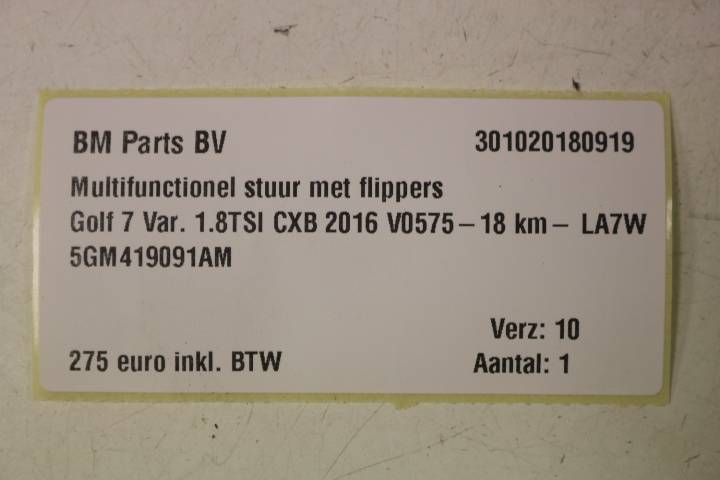 BM Parts BV 301020180919
Multifunctionel stuur met flippers
Golf 7 Var. 1.8TSI CXB 2016 V0575 – 18 km – LA7W
5GM419091AM
Verz: 10
275 euro inkl. BTW Aantal: 1